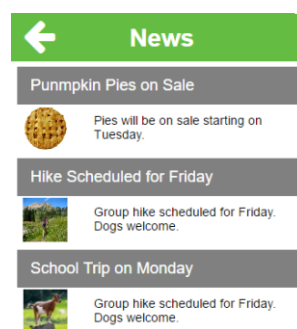 News
Punmpkin Pies on Sale
Pies will be on sale starting on
Tuesday.
Hike Scheduled for Friday
Group hike scheduled for Friday.
Dogs welcome.
School Trip on Monday
Group hike scheduled for Friday.
Dogs welcome.